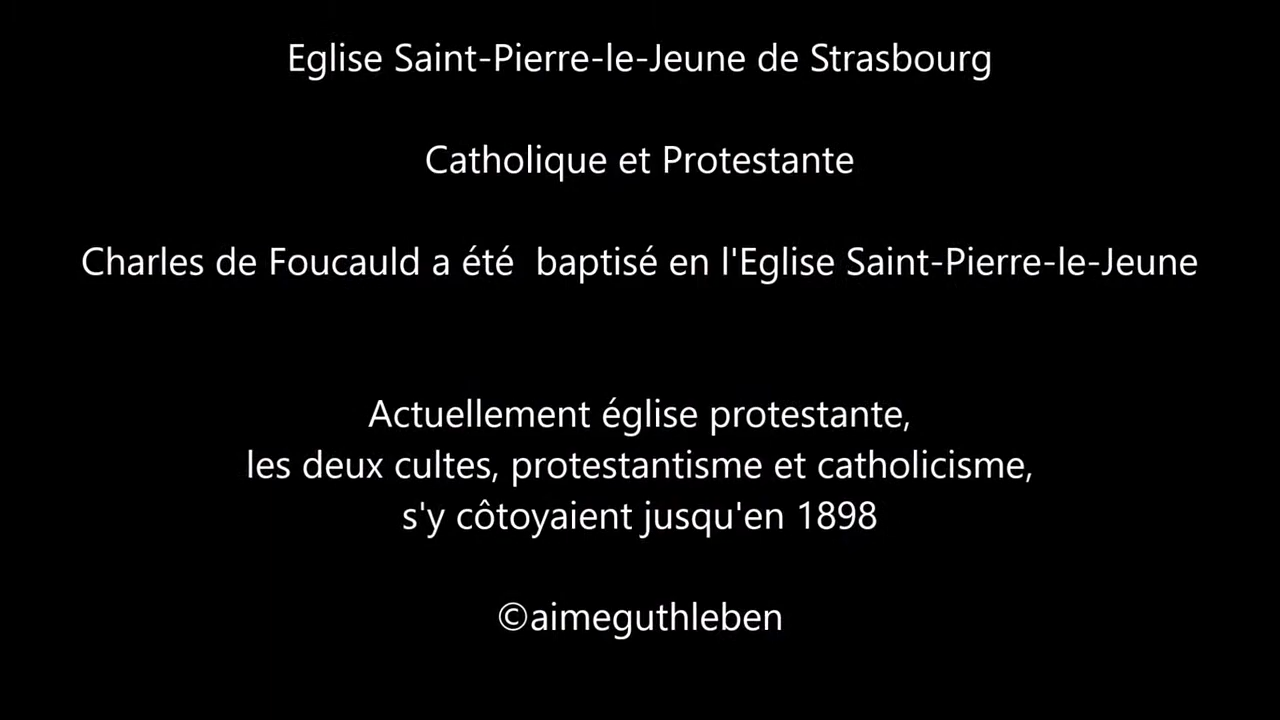 Eglise Saint-Pierre-le-Jeune de Strasbourg
Catholique et Protestante
Charles de Foucauld a été  baptisé en l'Eglise Saint-Pierre-le-Jeune
Actuellement église protestante,
les deux cultes, protestantisme et catholicisme,
s'y côtoyaient jusqu'en 1898
©aimeguthleben